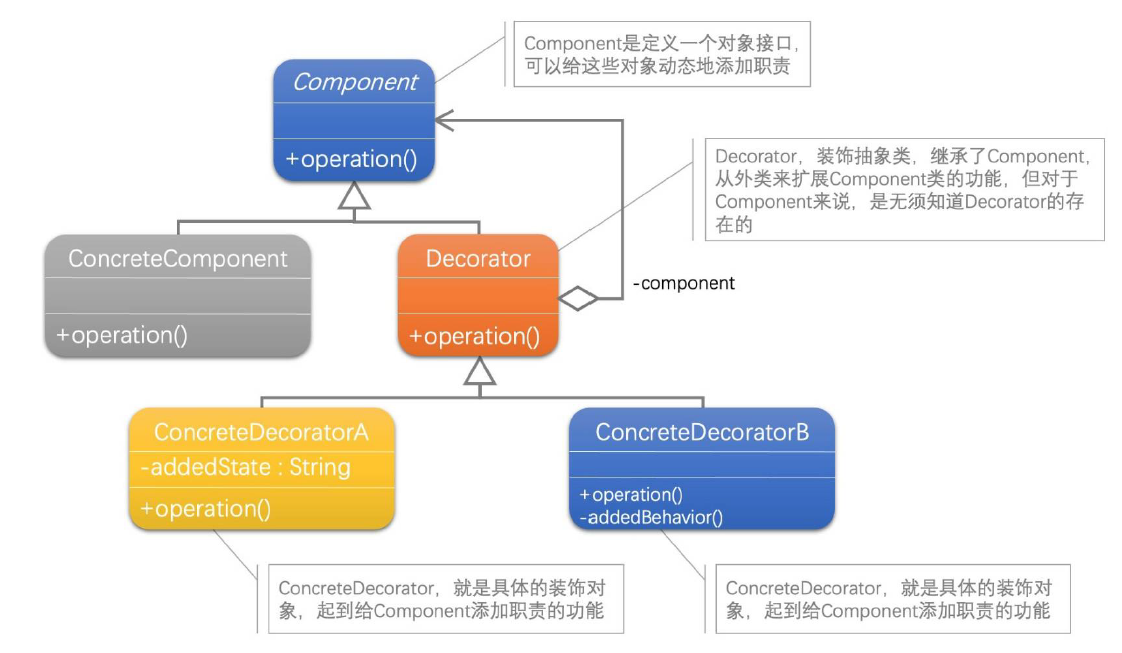 Component是定义一个对象接口，
可以给这些对象动态地添加职责
Component
+operation()
Decorator，装饰抽象类，继承了Component，
从外类来扩展Component类的功能，但对于
Component来说，是无须知道Decorator的存
在的
ConcreteComponent
+operation()
Decorator
+operation()
-component
ConcreteDecoratorA
-addedState : String
+operation()
ConcreteDecoratorB
+operation()
-addedBehavior()
ConcreteDecorator，就是具体的装饰对
象，起到给Component添加职责的功能
ConcreteDecorator，就是具体的装饰对
象，起到给Component添加职责的功能